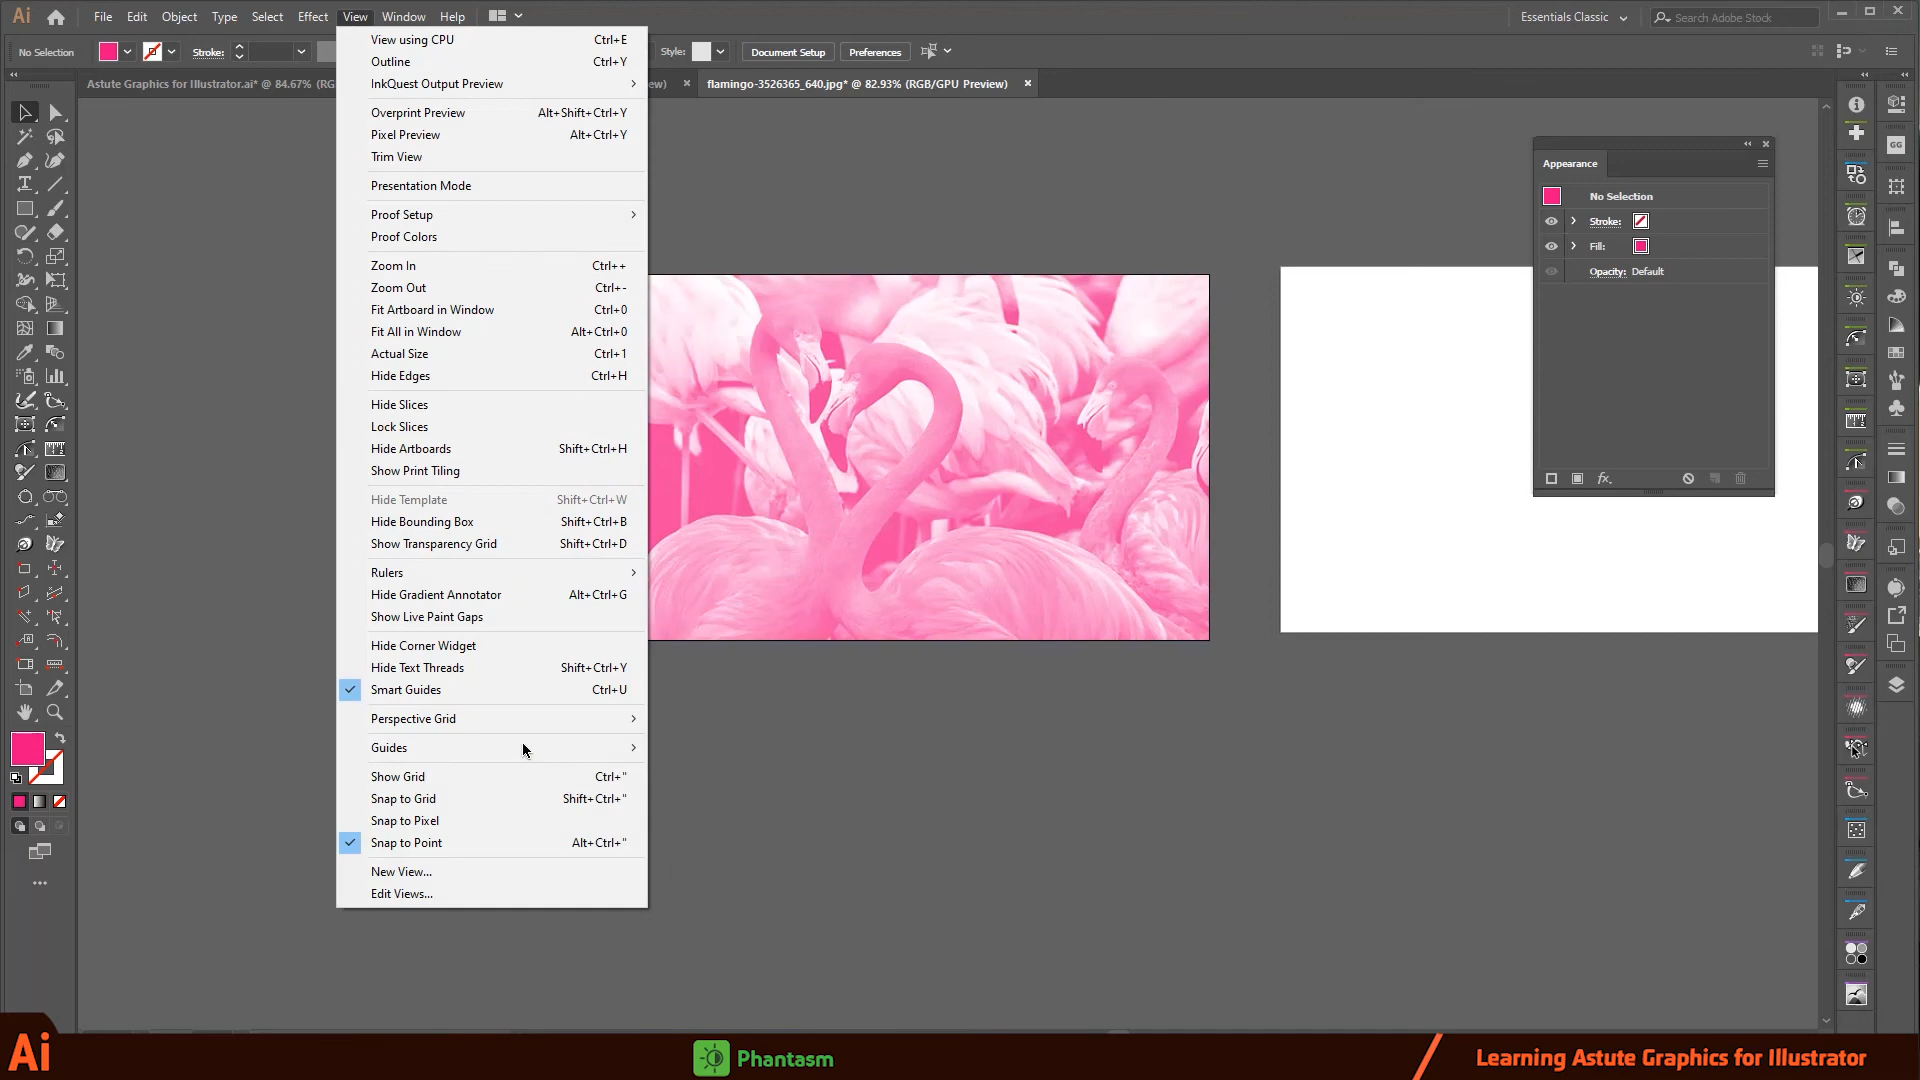 Ai
File
Edit
Object
Type
Select
Effect
View
Window
Help
Essentials Classic
Search Adobe Stock
No Selection
Stroke:
Style:
Document Setup
Preferences
Astute Graphics for Illustrator.ai* @ 84.67% (RG
flamingo-3526365_640.jpg* @ 82.93% (RGB/GPU Preview)
View using CPU Ctrl+E
Outline Ctrl+Y
InkQuest Output Preview
Overprint Preview Alt+Shift+Ctrl+Y
Pixel Preview Alt+Ctrl+Y
Trim View
Presentation Mode
Proof Setup
Proof Colors
Zoom In Ctrl++
Zoom Out Ctrl+-
Fit Artboard in Window Ctrl+0
Fit All in Window Alt+Ctrl+0
Actual Size Ctrl+1
Hide Edges Ctrl+H
Hide Slices
Lock Slices
Hide Artboards Shift+Ctrl+H
Show Print Tiling
Hide Template Shift+Ctrl+W
Hide Bounding Box Shift+Ctrl+B
Show Transparency Grid Shift+Ctrl+D
Rulers
Hide Gradient Annotator Alt+Ctrl+G
Show Live Paint Gaps
Hide Corner Widget
Hide Text Threads Shift+Ctrl+Y
Smart Guides Ctrl+U
Perspective Grid
Guides
Show Grid Ctrl+"
Snap to Grid Shift+Ctrl+"
Snap to Pixel
Snap to Point Alt+Ctrl+"
New View...
Edit Views...
Appearance
No Selection
Stroke:
Fill:
Opacity: Default
fx
GG
Ai
Phantasm
Learning Astute Graphics for Illustrator